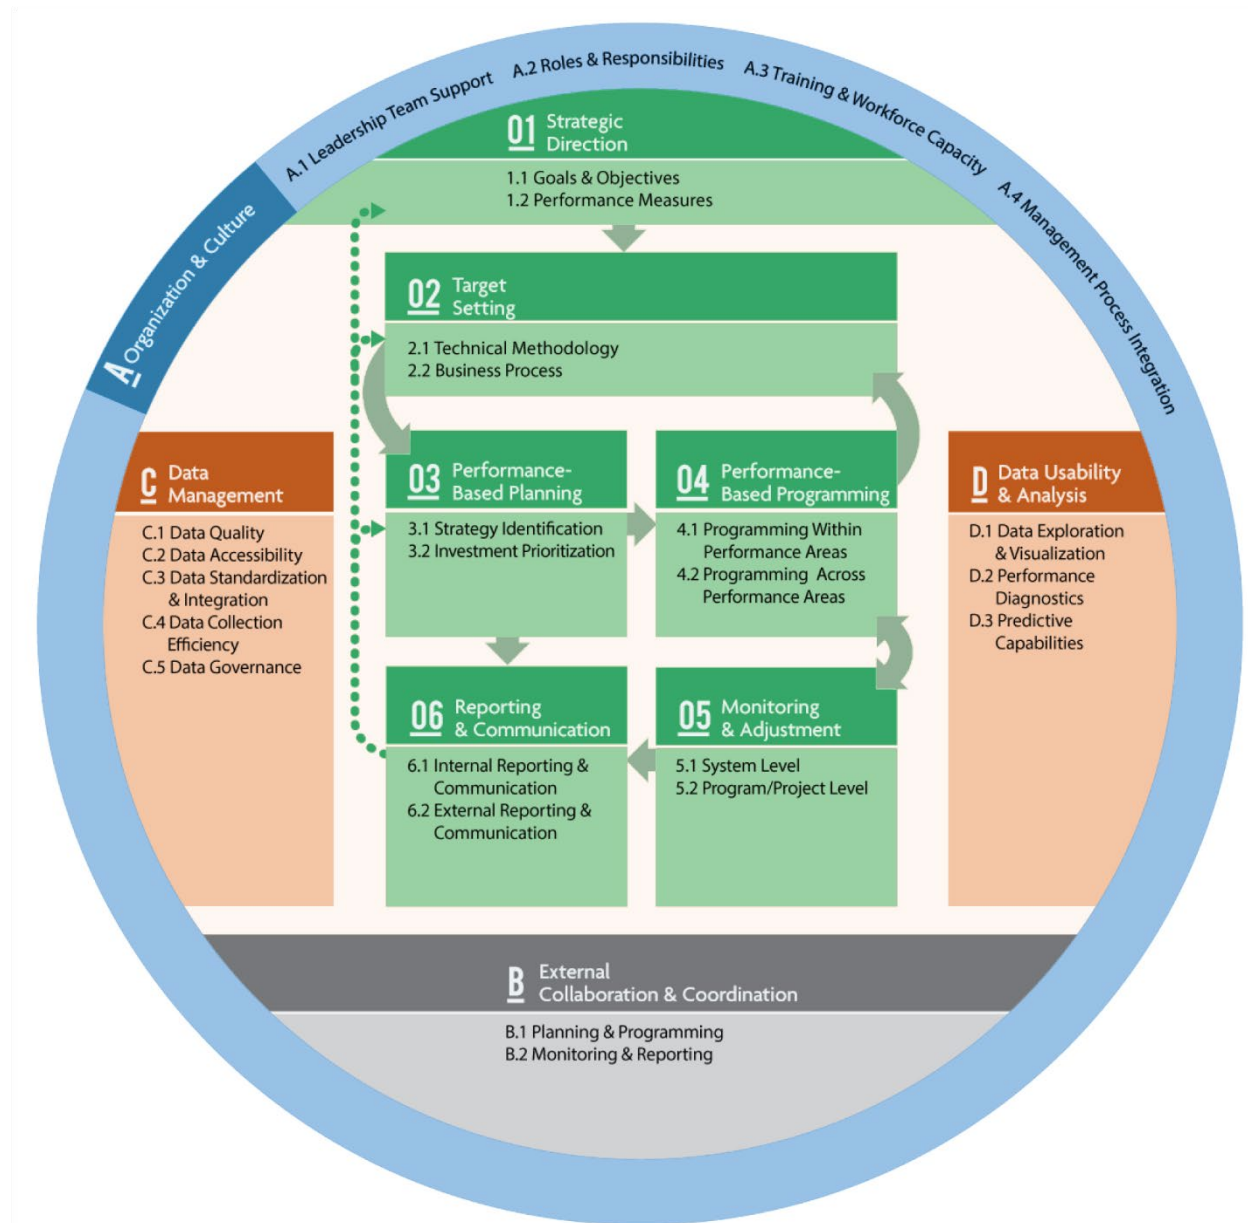 A.1 Leadership Team Support
A.2 Roles & Responsibilities
A.3 Training & Workforce Capacity
A.4 Management Process Integration
A Organization & Culture
01 Strategic
Direction
1.1 Goals & Objectives
1.2 Performance Measures
02 Target
Setting
2.1 Technical Methodology
2.2 Business Process
C Data
Management
C.1 Data Quality
C.2 Data Accessibility
C.3 Data Standardization
& Integration
C.4 Data Collection
Efficiency
C.5 Data Governance
03 Performance-
Based Planning
3.1 Strategy Identification
3.2 Investment Prioritization
04 Performance-
Based Programming
4.1 Programming Within
Performance Areas
4.2 Programming Across
Performance Areas
D Data Usability
& Analysis
D.1 Data Exploration
& Visualization
D.2 Performance
Diagnostics
D.3 Predictive
Capabilities
06 Reporting
& Communication
6.1 Internal Reporting &
Communication
6.2 External Reporting &
Communication
05 Monitoring
& Adjustment
5.1 System Level
5.2 Program/Project Level
B External
Collaboration & Coordination
B.1 Planning & Programming
B.2 Monitoring & Reporting